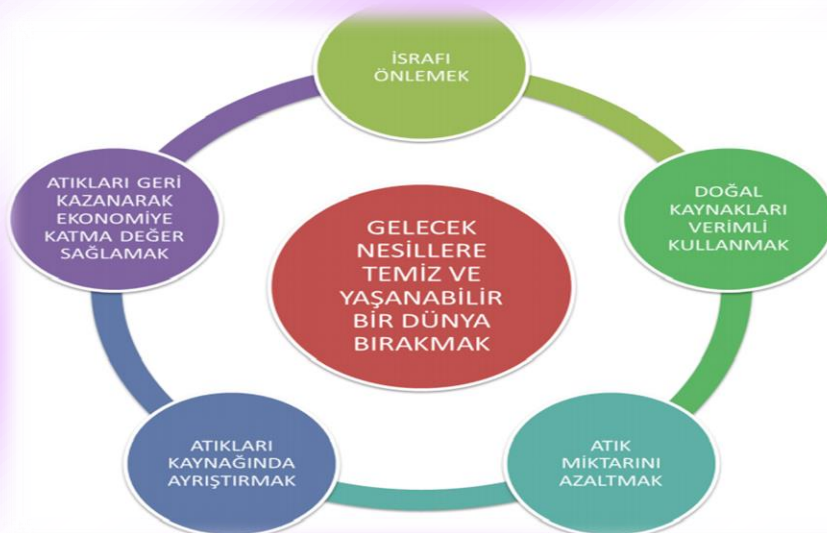 İSRAFI
ÖNLEMEK
DOĞAL
KAYNAKLARI
VERİMLİ
KULLANMAK
ATIK
MİKTARINI
AZALTMAK
ATIKLARI
KAYNAĞINDA
AYRIŞTIRMAK
ATIKLARI GERİ
KAZANARAK
EKONOMİYE
KATMA DEĞER
SAĞLAMAK
GELECEK
NESİLLERE
TEMİZ VE
YAŞANABİLİR
BİR DÜNYA
BIRAKMAK